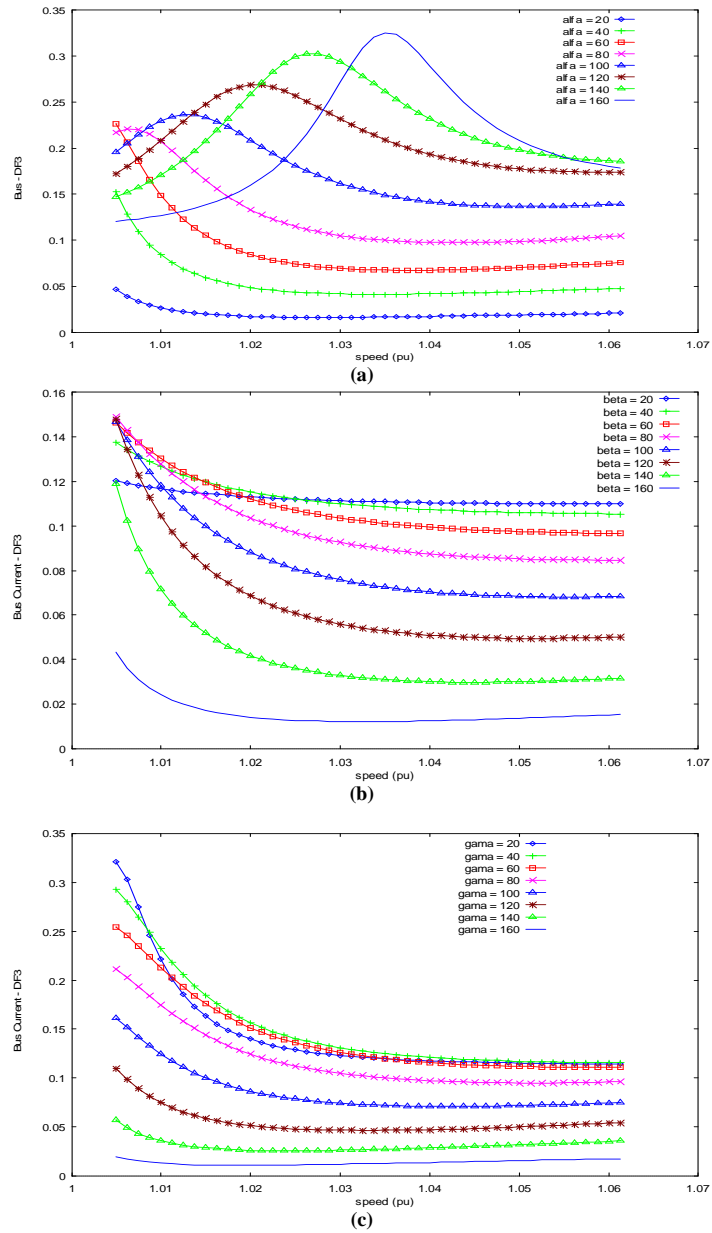 0.35
0.3
0.25
0.2
0.15
0.1
0.05
0
Bus - DF3
alfa = 20
alfa = 40
alfa = 60
alfa = 80
alfa = 100
alfa = 120
alfa = 140
alfa = 160
1 1.01 1.02 1.03 1.04 1.05 1.06 1.07
speed (pu)
(a)
0.16
0.14
0.12
0.1
0.08
0.06
0.04
0.02
0
Bus Current - DF3
beta = 20
beta = 40
beta = 60
beta = 80
beta = 100
beta = 120
beta = 140
beta = 160
1 1.01 1.02 1.03 1.04 1.05 1.06 1.07
speed (pu)
(b)
0.35
0.3
0.25
0.2
0.15
0.1
0.05
0
Bus Current - DF3
gama = 20
gama = 40
gama = 60
gama = 80
gama = 100
gama = 120
gama = 140
gama = 160
1 1.01 1.02 1.03 1.04 1.05 1.06 1.07
speed (pu)
(c)